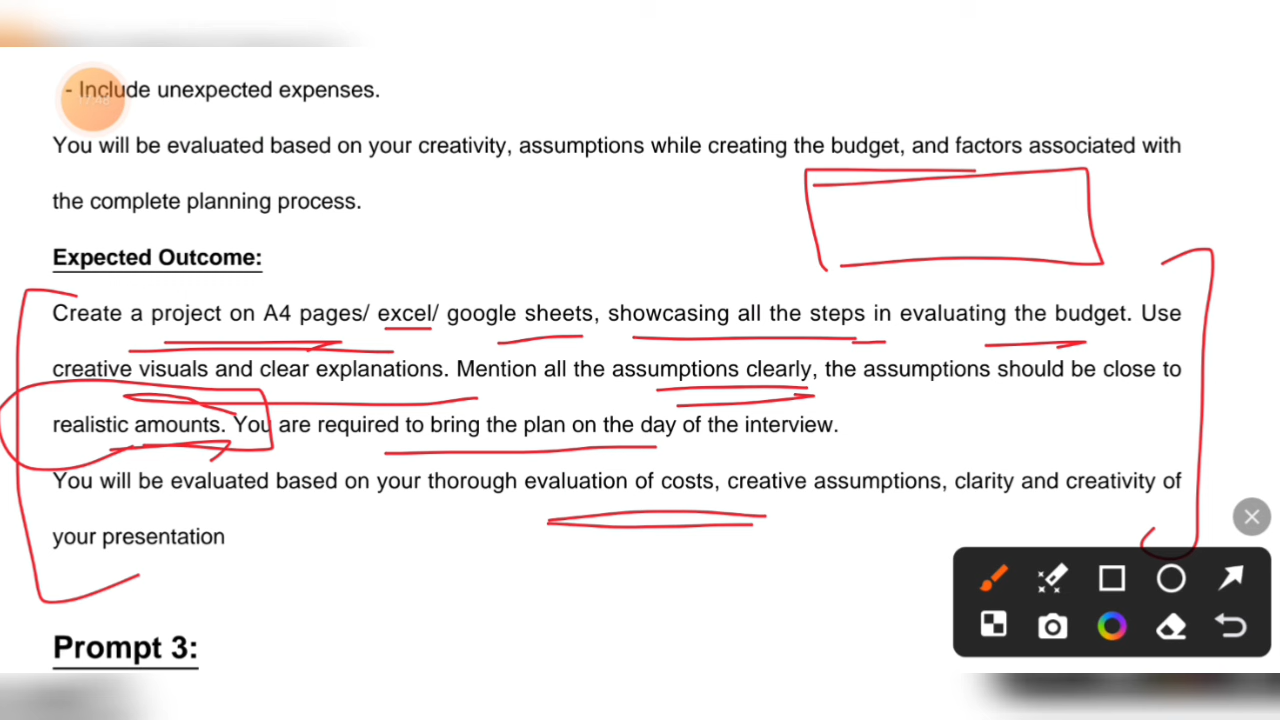 - Include unexpected expenses.
You will be evaluated based on your creativity, assumptions while creating the budget, and factors associated with
the complete planning process.
Expected Outcome:
Create a project on A4 pages/ excel/ google sheets, showcasing all the steps in evaluating the budget. Use
creative visuals and clear explanations. Mention all the assumptions clearly, the assumptions should be close to
realistic amounts. You are required to bring the plan on the day of the interview.
You will be evaluated based on your thorough evaluation of costs, creative assumptions, clarity and creativity of
your presentation
Prompt 3: